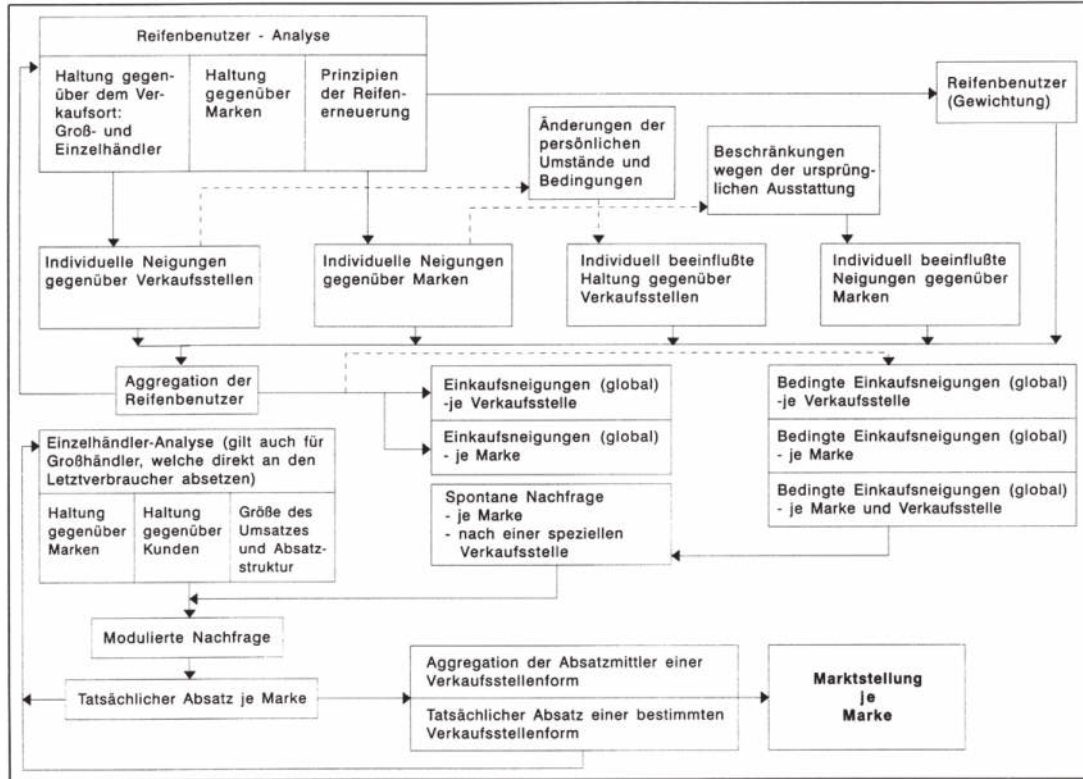 Reifenbenutzer - Analyse
Haltung gegen-
über dem Ver-
kaufsort:
Groß- und
Einzelhändler
Haltung
gegenüber
Marken
Prinzipien
der Reifen-
erneuerung
Reifenbenutzer
(Gewichtung)
Änderungen der
persönlichen
Umstände und
Bedingungen
Beschränkungen
wegen der ursprüng-
lichen Ausstattung
Individuelle Neigungen
gegenüber Verkaufsstellen
Individuelle Neigungen
gegenüber Marken
Individuell beeinflußte
Haltung gegenüber
Verkaufsstellen
Individuell beeinflußte
Neigungen gegenüber
Marken
Aggregation der
Reifenbenutzer
Einkaufsneigungen (global)
-je Verkaufsstelle
Einkaufsneigungen (global)
- je Marke
Bedingte Einkaufsneigungen (global)
-je Verkaufsstelle
Bedingte Einkaufsneigungen (global)
- je Marke
Bedingte Einkaufsneigungen (global)
- je Marke und Verkaufsstelle
Einzelhändler-Analyse (gilt auch für
Großhändler, welche direkt an den
Letztverbraucher absetzen)
Haltung
gegenüber
Marken
Haltung
gegenüber
Kunden
Größe des
Umsatzes
und Absatz-
struktur
Spontane Nachfrage
- je Marke
- nach einer speziellen
Verkaufsstelle
Modulierte Nachfrage
Tatsächlicher Absatz je Marke
Aggregation der Absatzmittler einer
Verkaufsstellenform
Tatsächlicher Absatz einer bestimmten
Verkaufsstellenform
Marktstellung
je
Marke